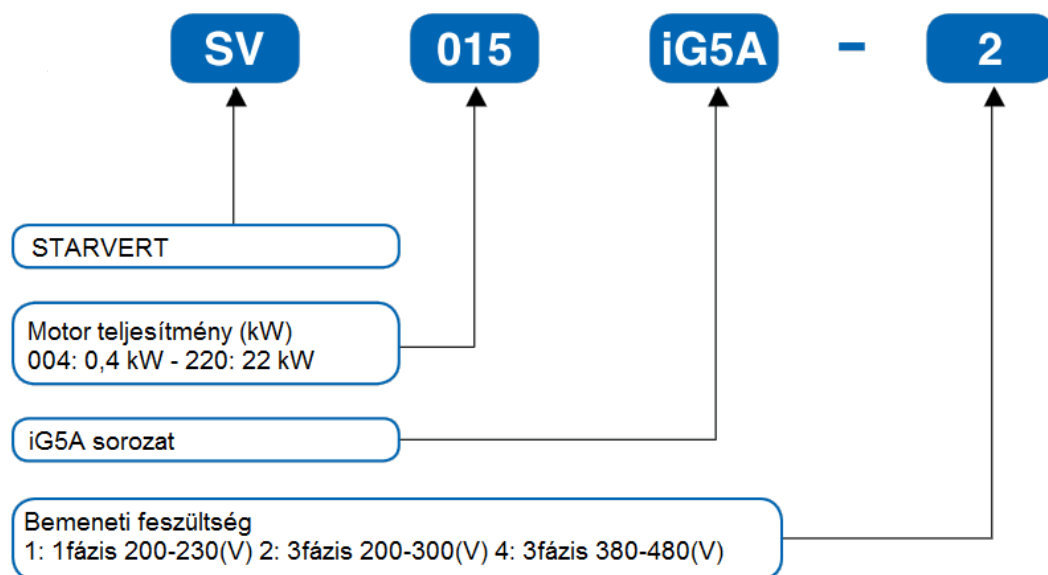 SV 015 iG5A - 2
STARVERT
Motor teljesítmény (kW)
004: 0,4 kW - 220: 22 kW
iG5A sorozat
Bemeneti feszültség
1: 1fázis 200-230(V) 2: 3fázis 200-300(V) 4: 3fázis 380-480(V)